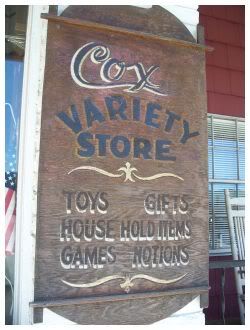 Cox
VARIETY
STORE
TOYS GIFTS
HOUSE HOLD ITEMS
GAMES NOTIONS